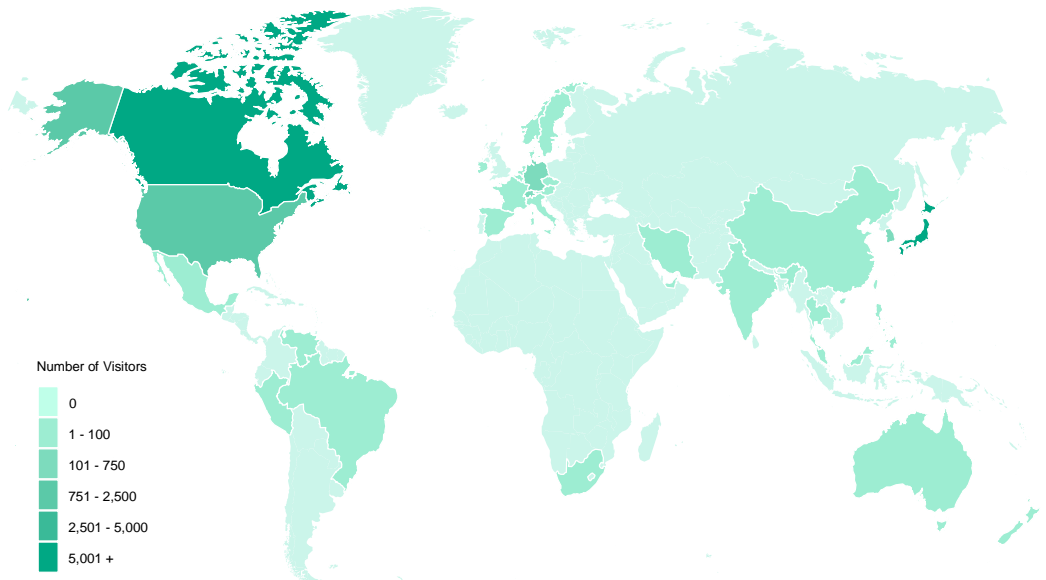 Number of Visitors
0
1 - 100
101 - 750
751 - 2,500
2,501 - 5,000
5,001 +